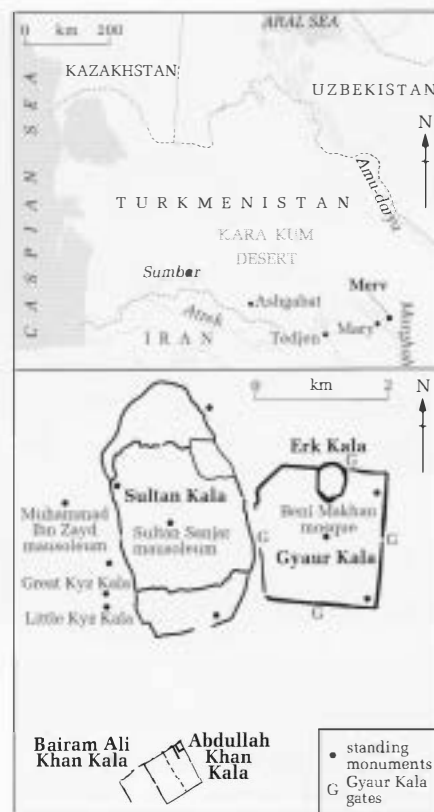 0 km 200
ARAL SEA
KAZAKHSTAN
UZBEKISTAN
N
CASPIAN SEA
TURKMENISTAN
Amu-darya
KARA KUM
DESERT
Sumbar
Merv
Ashgabat
Atrek
Mary
Murghab
IRAN
Tedjen
0 km 2
N
G
Erk Kala
Sultan Kala
Muhammad
Ibn Zayd
mausoleum
Sultan Sanjar
mausoleum
Beni Makhan
mosque
G
G
Gyaur Kala
Great Kyz Kala
Little Kyz Kala
G
Bairam Ali
Khan Kala
Abdullah
Khan
Kala
• standing
monuments
G Gyaur Kala
gates